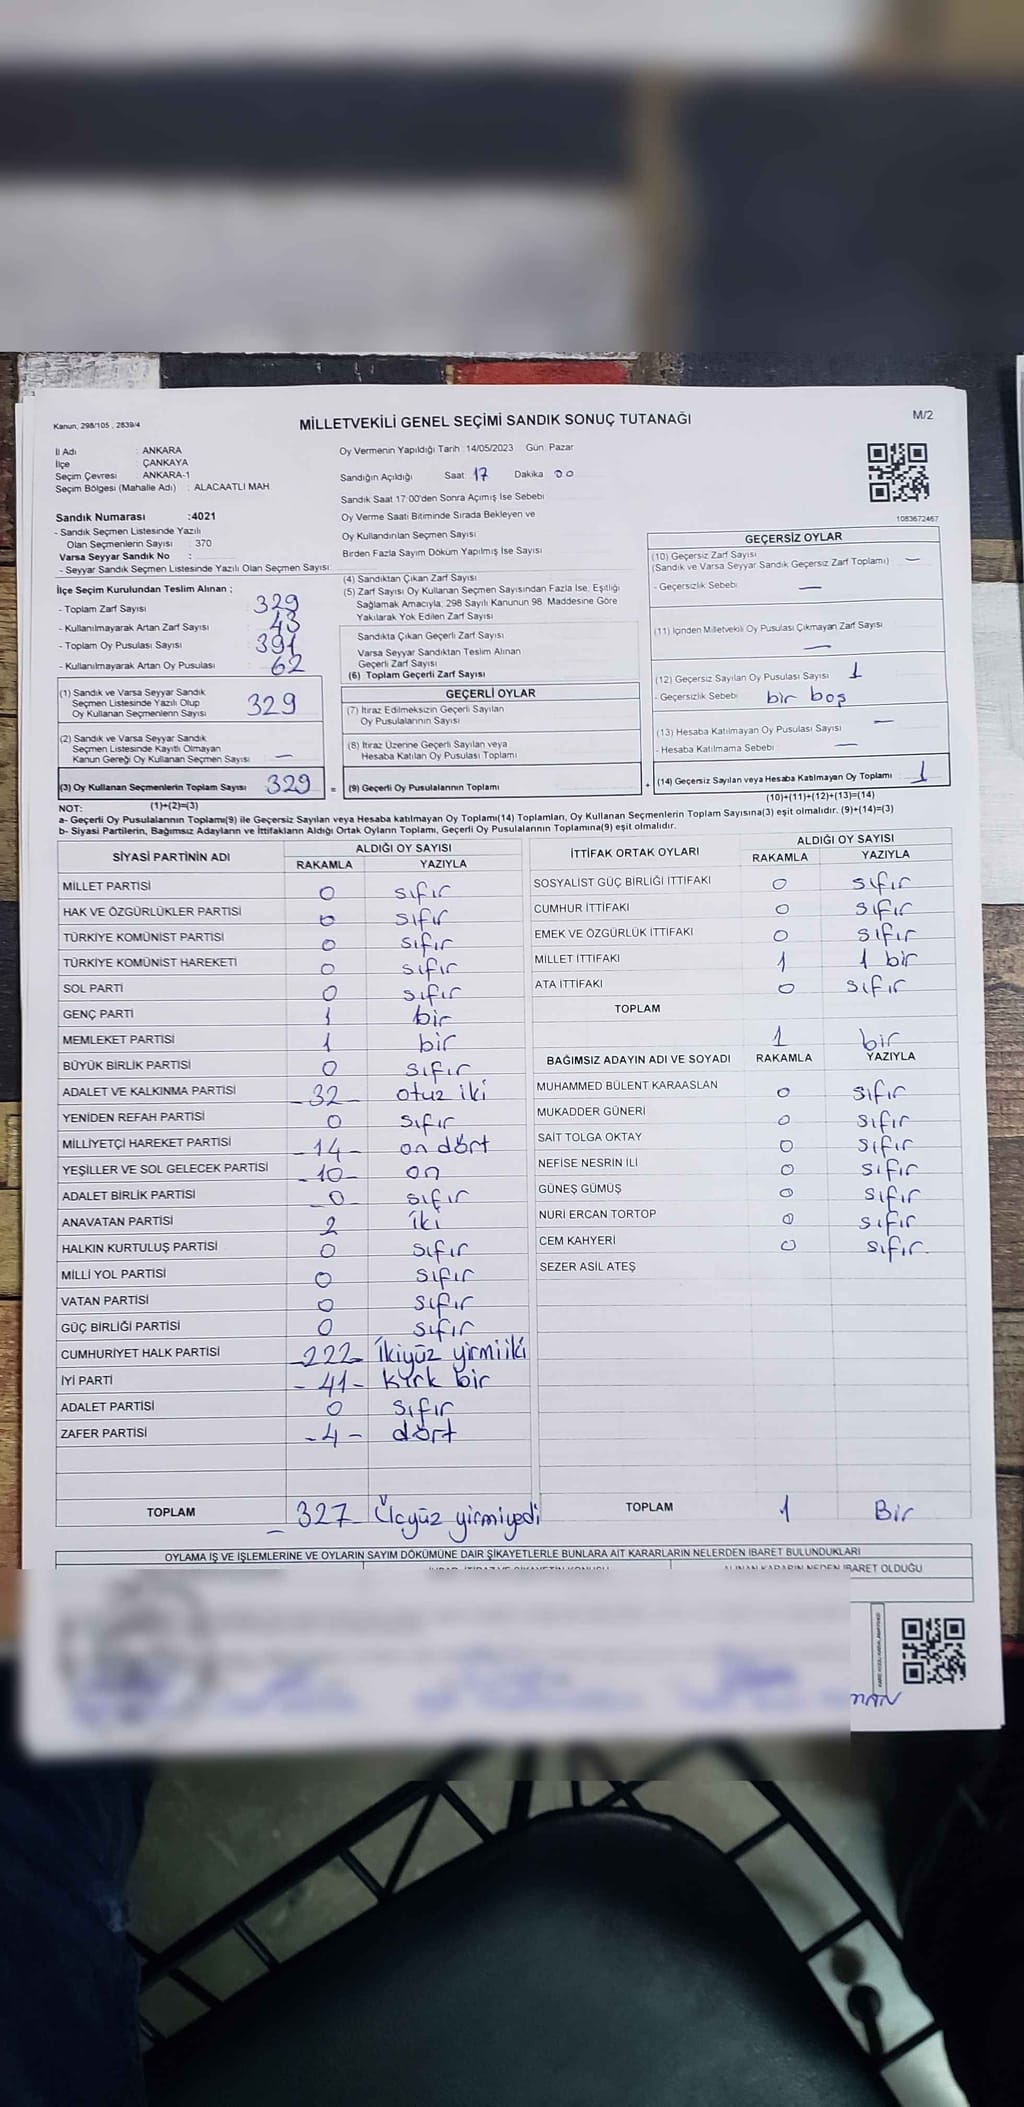 Kanun, 298/105 , 2839/4
MİLLETVEKİLİ GENEL SEÇİMİ SANDIK SONUÇ TUTANAĞI
M/2
İl Adı : ANKARA
İlçe ÇANKAYA
Seçim Çevresi ANKARA-1
Seçim Bölgesi (Mahalle Adı) : ALACAATLI MAH.
Oy Vermenin Yapıldığı Tarih : 14/05/2023 Gün: Pazar
Sandığın Açıldığı Saat 17 Dakika 00
Sandık Saat 17:00'den Sonra Açımış İse Sebebi
Oy Verme Saati Bitiminde Sırada Bekleyen ve
Oy Kullandırılan Seçmen Sayısı
Birden Fazla Sayım Döküm Yapılmış İse Sayısı
1083672467
Sandık Numarası :4021
- Sandık Seçmen Listesinde Yazılı
Olan Seçmenlerin Sayısı : 370
Varsa Seyyar Sandık No :
- Seyyar Sandık Seçmen Listesinde Yazılı Olan Seçmen Sayısı:
İlçe Seçim Kurulundan Teslim Alınan ;
- Toplam Zarf Sayısı 329
- Kullanılmayarak Artan Zarf Sayısı 43
- Toplam Oy Pusulası Sayısı 391
- Kullanılmayarak Artan Oy Pusulası 62
(1) Sandık ve Varsa Seyyar Sandık
Seçmen Listesinde Yazılı Olup
Oy Kullanan Seçmenlerin Sayısı 329
(2) Sandık ve Varsa Seyyar Sandık
Seçmen Listesinde Kayıtlı Olmayan
Kanun Gereği Oy Kullanan Seçmen Sayısı —
(3) Oy Kullanan Seçmenlerin Toplam Sayısı 329 =
(4) Sandıktan Çıkan Zarf Sayısı
(5) Zarf Sayısı Oy Kullanan Seçmen Sayısından Fazla İse, Eşitliği
Sağlamak Amacıyla, 298 Sayılı Kanunun 98. Maddesine Göre
Yakılarak Yok Edilen Zarf Sayısı
Sandıkta Çıkan Geçerli Zarf Sayısı
Varsa Seyyar Sandıktan Teslim Alınan
Geçerli Zarf Sayısı
(6) Toplam Geçerli Zarf Sayısı
GEÇERLİ OYLAR
(7) İtiraz Edilmeksizin Geçerli Sayılan
Oy Pusulalarının Sayısı
(8) İtiraz Üzerine Geçerli Sayılan veya
Hesaba Katılan Oy Pusulası Toplamı
(9) Geçerli Oy Pusulalarının Toplamı +
GEÇERSİZ OYLAR
(10) Geçersiz Zarf Sayısı
(Sandık ve Varsa Seyyar Sandık Geçersiz Zarf Toplamı) —
- Geçersizlik Sebebi —
(11) İçinden Milletvekili Oy Pusulası Çıkmayan Zarf Sayısı
—
(12) Geçersiz Sayılan Oy Pusulası Sayısı 1
- Geçersizlik Sebebi bir boş
(13) Hesaba Katılmayan Oy Pusulası Sayısı —
- Hesaba Katılmama Sebebi —
(14) Geçersiz Sayılan veya Hesaba Katılmayan Oy Toplamı 1
NOT: (1)+(2)=(3)
(10)+(11)+(12)+(13)=(14)
a- Geçerli Oy Pusulalarının Toplamı(9) ile Geçersiz veya Hesaba katılmayan Oy Toplamı(14) Toplamları, Oy Kullanan Seçmenlerin Toplam Sayısına(3) eşit olmalıdır. (9)+(14)=(3)
b- Siyasi Partilerin, Bağımsız Adayların ve İttifakların Aldığı Ortak Oyların Toplamı, Geçerli Oy Pusulalarının Toplamına(9) eşit olmalıdır.
SİYASİ PARTİNİN ADI ALDIĞI OY SAYISI
RAKAMLA YAZIYLA
MİLLET PARTİSİ 0 sıfır
HAK VE ÖZGÜRLÜKLER PARTİSİ 0 sıfır
TÜRKİYE KOMÜNİST PARTİSİ 0 sıfır
TÜRKİYE KOMÜNİST HAREKETİ 0 sıfır
SOL PARTİ 0 sıfır
GENÇ PARTİ 1 bir
MEMLEKET PARTİSİ 1 bir
BÜYÜK BİRLİK PARTİSİ 0 sıfır
ADALET VE KALKINMA PARTİSİ -32- otuz iki
YENİDEN REFAH PARTİSİ 0 sıfır
MİLLİYETÇİ HAREKET PARTİSİ -14- on dört
YEŞİLLER VE SOL GELECEK PARTİSİ -10- on
ADALET BİRLİK PARTİSİ -0- sıfır
ANAVATAN PARTİSİ 2 iki
HALKIN KURTULUŞ PARTİSİ 0 sıfır
MİLLİ YOL PARTİSİ 0 sıfır
VATAN PARTİSİ 0 sıfır
GÜÇ BİRLİĞİ PARTİSİ 0 sıfır
CUMHURİYET HALK PARTİSİ -222- İkiyüz yirmiiki
İYİ PARTİ -41- kırk bir
ADALET PARTİSİ 0 sıfır
ZAFER PARTİSİ -4- dört
TOPLAM -327- Üçyüz yirmiyedi
İTTİFAK ORTAK OYLARI ALDIĞI OY SAYISI
RAKAMLA YAZIYLA
SOSYALİST GÜÇ BİRLİĞİ İTTİFAKI 0 sıfır
CUMHUR İTTİFAKI 0 sıfır
EMEK VE ÖZGÜRLÜK İTTİFAKI 0 sıfır
MİLLET İTTİFAKI 1 1 bir
ATA İTTİFAKI 0 sıfır
TOPLAM 1 bir
BAĞIMSIZ ADAYIN ADI VE SOYADI RAKAMLA YAZIYLA
MUHAMMED BÜLENT KARAASLAN 0 sıfır
MUKADDER GÜNERİ 0 sıfır
SAİT TOLGA OKTAY 0 sıfır
NEFİSE NESRİN İLİ 0 sıfır
GÜNEŞ GÜMÜŞ 0 sıfır
NURİ ERCAN TORTOP 0 sıfır
CEM KAHYERİ 0 sıfır
SEZER ASİL ATEŞ
TOPLAM 1 Bir
OYLAMA İŞ VE İŞLEMLERİNE VE OYLARIN SAYIM DÖKÜMÜNE DAİR ŞİKAYETLERLE BUNLARA AİT KARARLARIN NELERDEN İBARET BULUNDUKLARI
ALINAN KARARIN NEDEN İBARET OLDUĞU